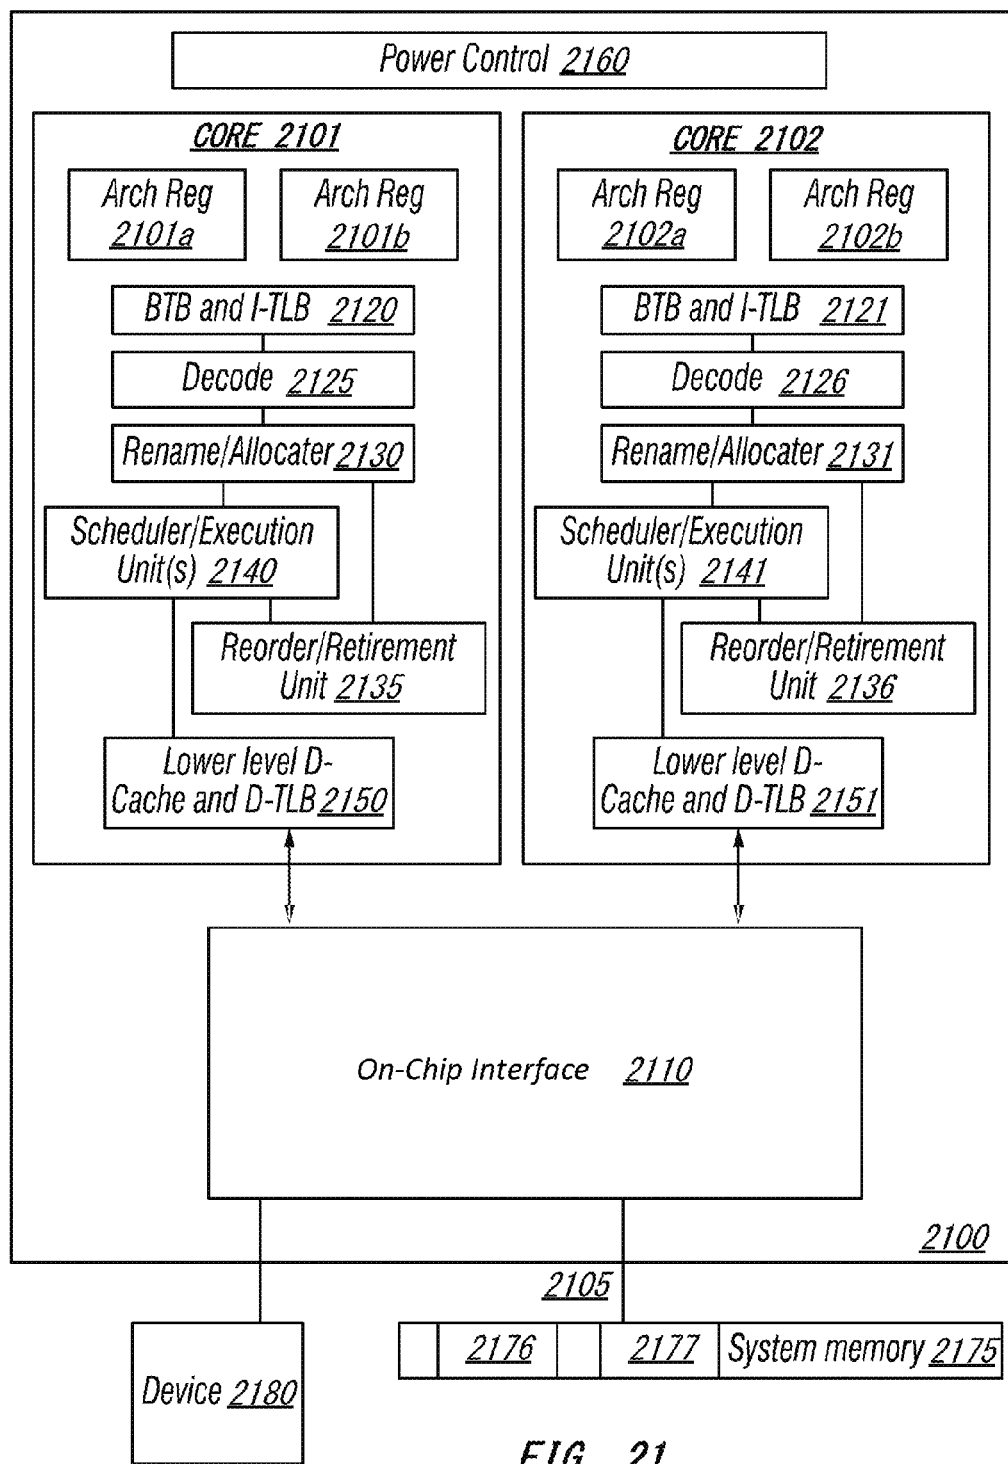 Power Control 2160
CORE 2101
Arch Reg
2101a
Arch Reg
2101b
BTB and I-TLB 2120
Decode 2125
Rename/Allocater 2130
Scheduler/Execution
Unit(s) 2140
Reorder/Retirement
Unit 2135
Lower level D-
Cache and D-TLB 2150
CORE 2102
Arch Reg
2102a
Arch Reg
2102b
BTB and I-TLB 2121
Decode 2126
Rename/Allocater 2131
Scheduler/Execution
Unit(s) 2141
Reorder/Retirement
Unit 2136
Lower level D-
Cache and D-TLB 2151
On-Chip Interface 2110
2100
2105
Device 2180
2176
2177
System memory 2175
FIG. 21